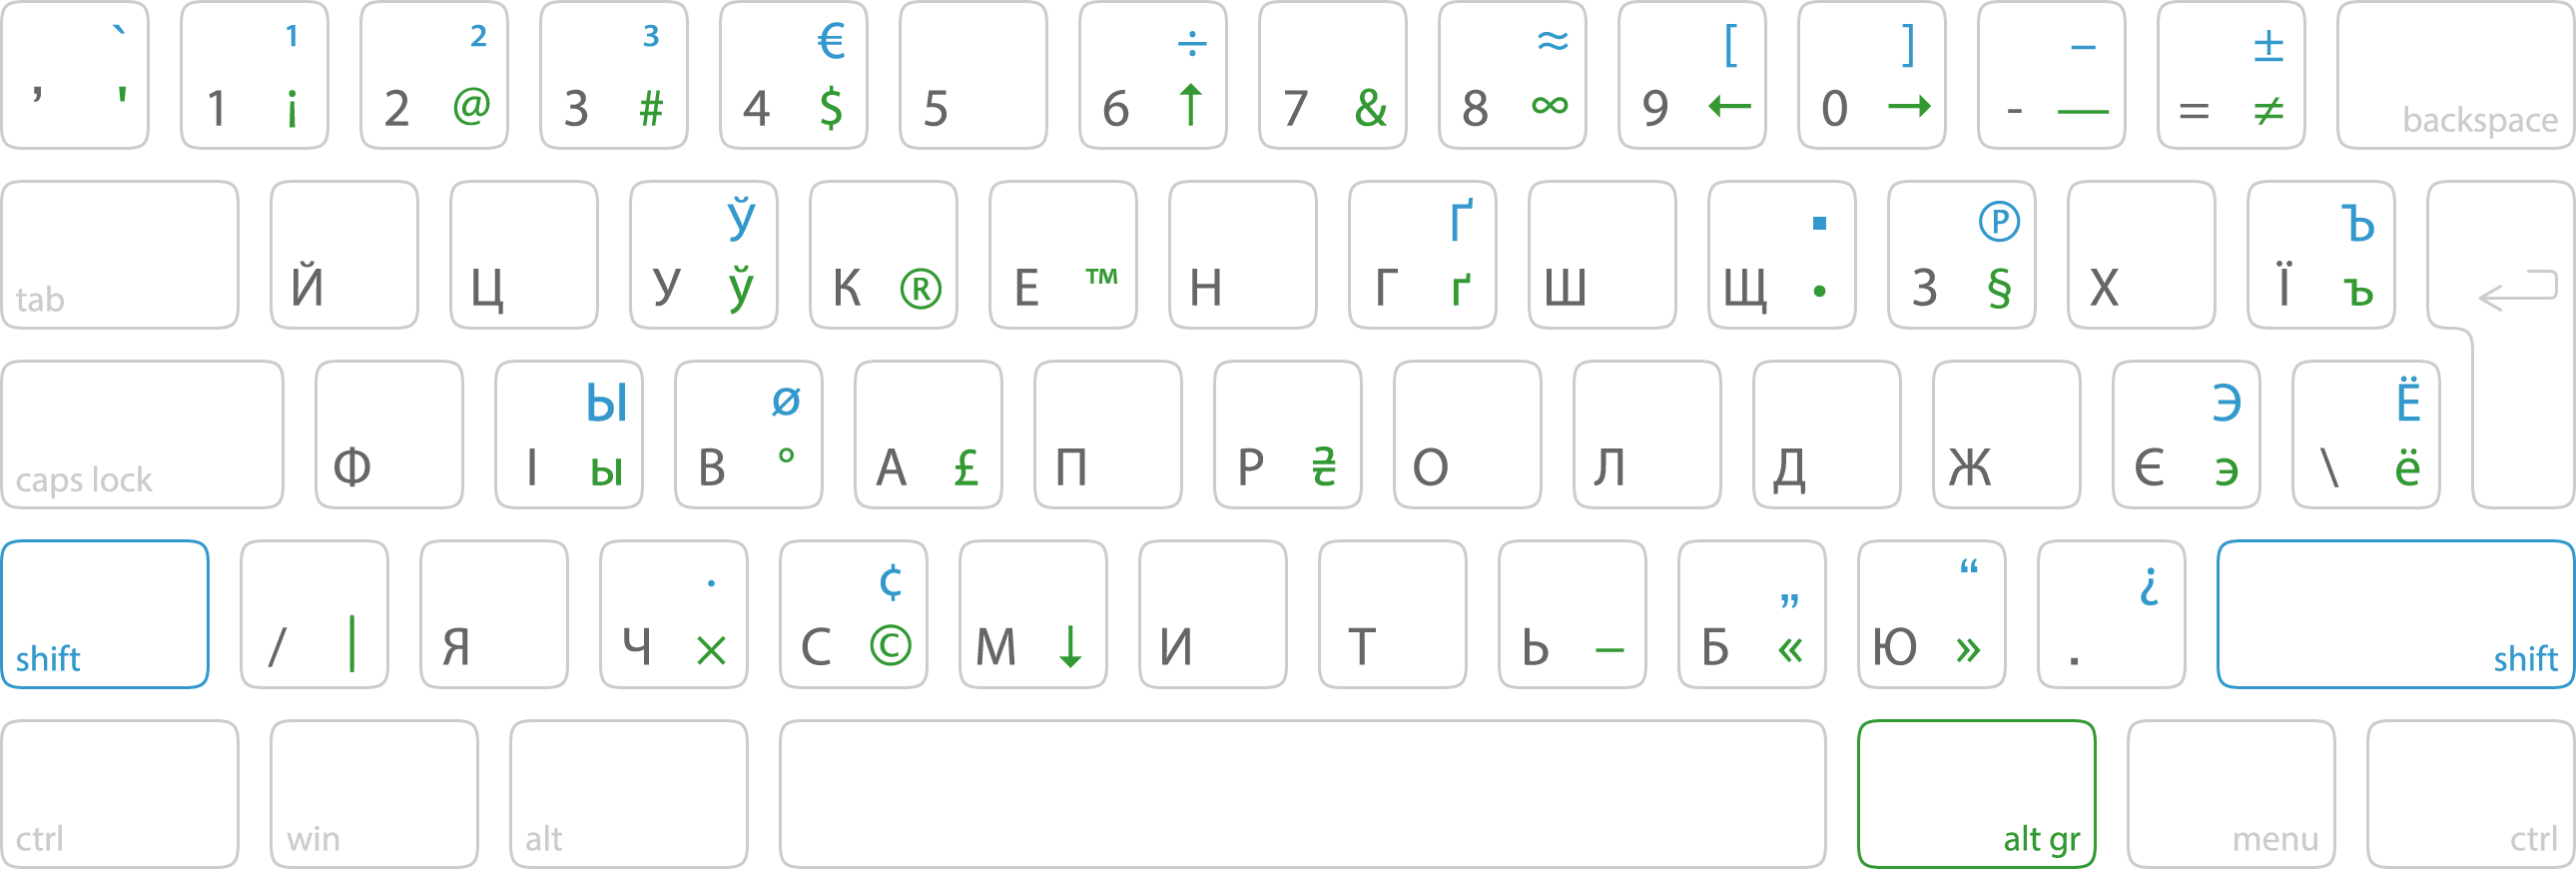 ` ¹ ² ³ € ÷ ≈ [ ] – ±
’ ' 1 ¡ 2 @ 3 # 4 $ 5 6 ↑ 7 & 8 ∞ 9 ← 0 → - — = ≠ backspace
Ў Ґ ▪ ℗ Ъ
tab Й Ц У ў К ® Е ™ Н Г ґ Ш Щ • З § Х Ї ъ
Ы ø Э Ё
caps lock Ф І ы В ° А £ П Р ₴ О Л Д Ж Є э \ ё
· ¢ „ “ ¿
shift / | Я Ч × С © М ↓ И Т Ь − Б « Ю » . shift
ctrl win alt alt gr menu ctrl